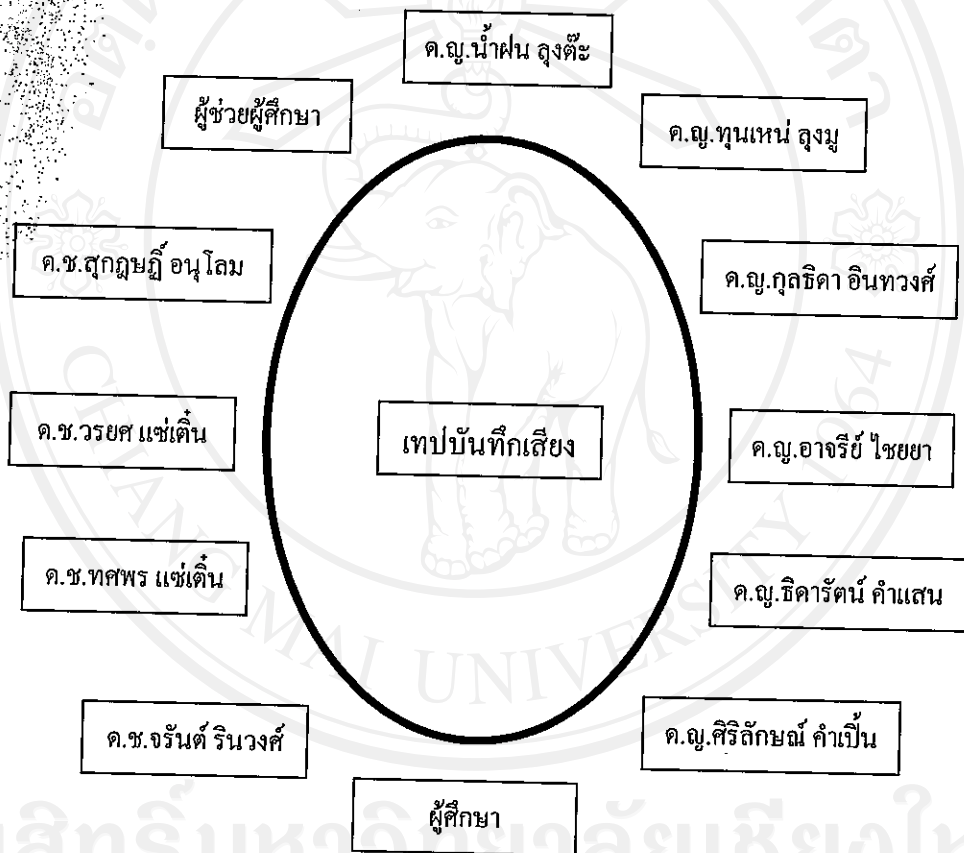 ด.ญ.น้ำฝน ลุงต๊ะ
ผู้ช่วยผู้ศึกษา
ด.ญ.ทุนเหน่ ลุงมู
ด.ช.สุกฎษฎิ์ อนุโลม
ด.ญ.กุลธิดา อินทวงศ์
ด.ช.วรยศ แซ่เติ๋น
เทปบันทึกเสียง
ด.ญ.อาจรีย์ ไชยยา
ด.ช.ทศพร แซ่เติ๋น
ด.ญ.ธิดารัตน์ คำแสน
ด.ช.จรันต์ รินวงศ์
ด.ญ.ศิริลักษณ์ คำเปิ้น
ผู้ศึกษา
CHIANG MAI UNIVERSITY 1964